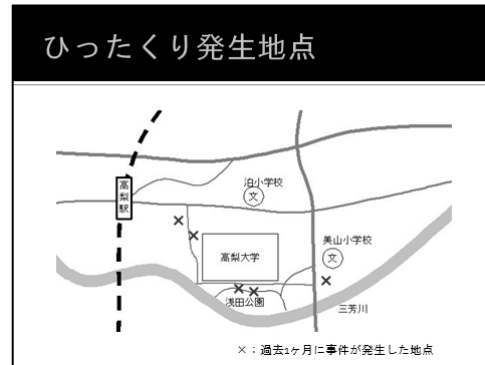 ひったくり発生地点
高梨駅
泊小学校
文
高梨大学
美山小学校
文
浅田公園
三芳川
×：過去1ヶ月に事件が発生した地点